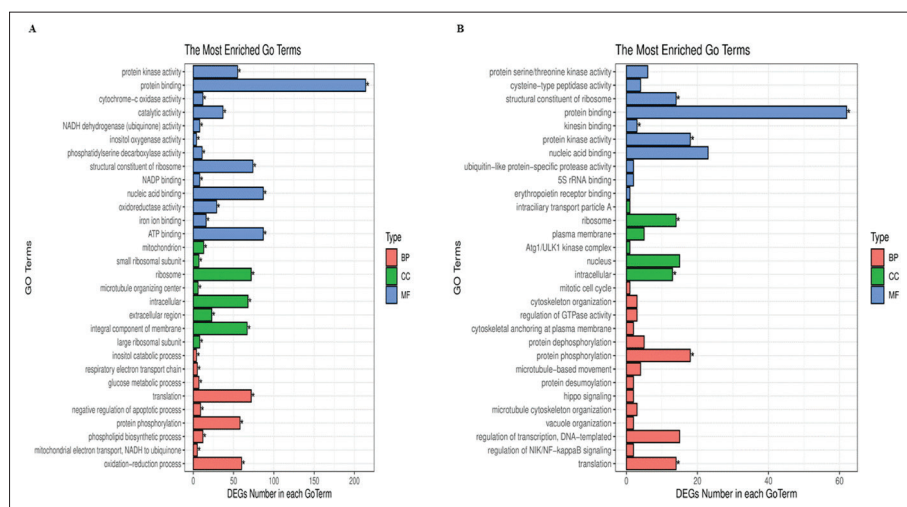 A
The Most Enriched Go Terms
GO Terms
protein kinase activity
protein binding
cytochrome-c oxidase activity
catalytic activity
NADH dehydrogenase (ubiquinone) activity
inositol oxygenase activity
phosphatidylserine decarboxylase activity
structural constituent of ribosome
NADP binding
nucleic acid binding
oxidoreductase activity
iron ion binding
ATP binding
mitochondrion
small ribosomal subunit
ribosome
microtubule organizing center
intracellular
extracellular region
integral component of membrane
large ribosomal subunit
inositol catabolic process
respiratory electron transport chain
glucose metabolic process
translation
negative regulation of apoptotic process
protein phosphorylation
phospholipid biosynthetic process
mitochondrial electron transport, NADH to ubiquinone
oxidation-reduction process
0 50 100 150 200
DEGs Number in each GoTerm
Type
BP
CC
MF
B
The Most Enriched Go Terms
GO Terms
protein serine/threonine kinase activity
cysteine-type peptidase activity
structural constituent of ribosome
protein binding
kinesin binding
protein kinase activity
nucleic acid binding
ubiquitin-like protein-specific protease activity
5S rRNA binding
erythropoietin receptor binding
intraciliary transport particle A
ribosome
plasma membrane
Atg1/ULK1 kinase complex
nucleus
intracellular
mitotic cell cycle
cytoskeleton organization
regulation of GTPase activity
cytoskeletal anchoring at plasma membrane
protein dephosphorylation
protein phosphorylation
microtubule-based movement
protein desumoylation
hippo signaling
microtubule cytoskeleton organization
vacuole organization
regulation of transcription, DNA-templated
regulation of NIK/NF-kappaB signaling
translation
0 20 40 60
DEGs Number in each GoTerm
Type
BP
CC
MF